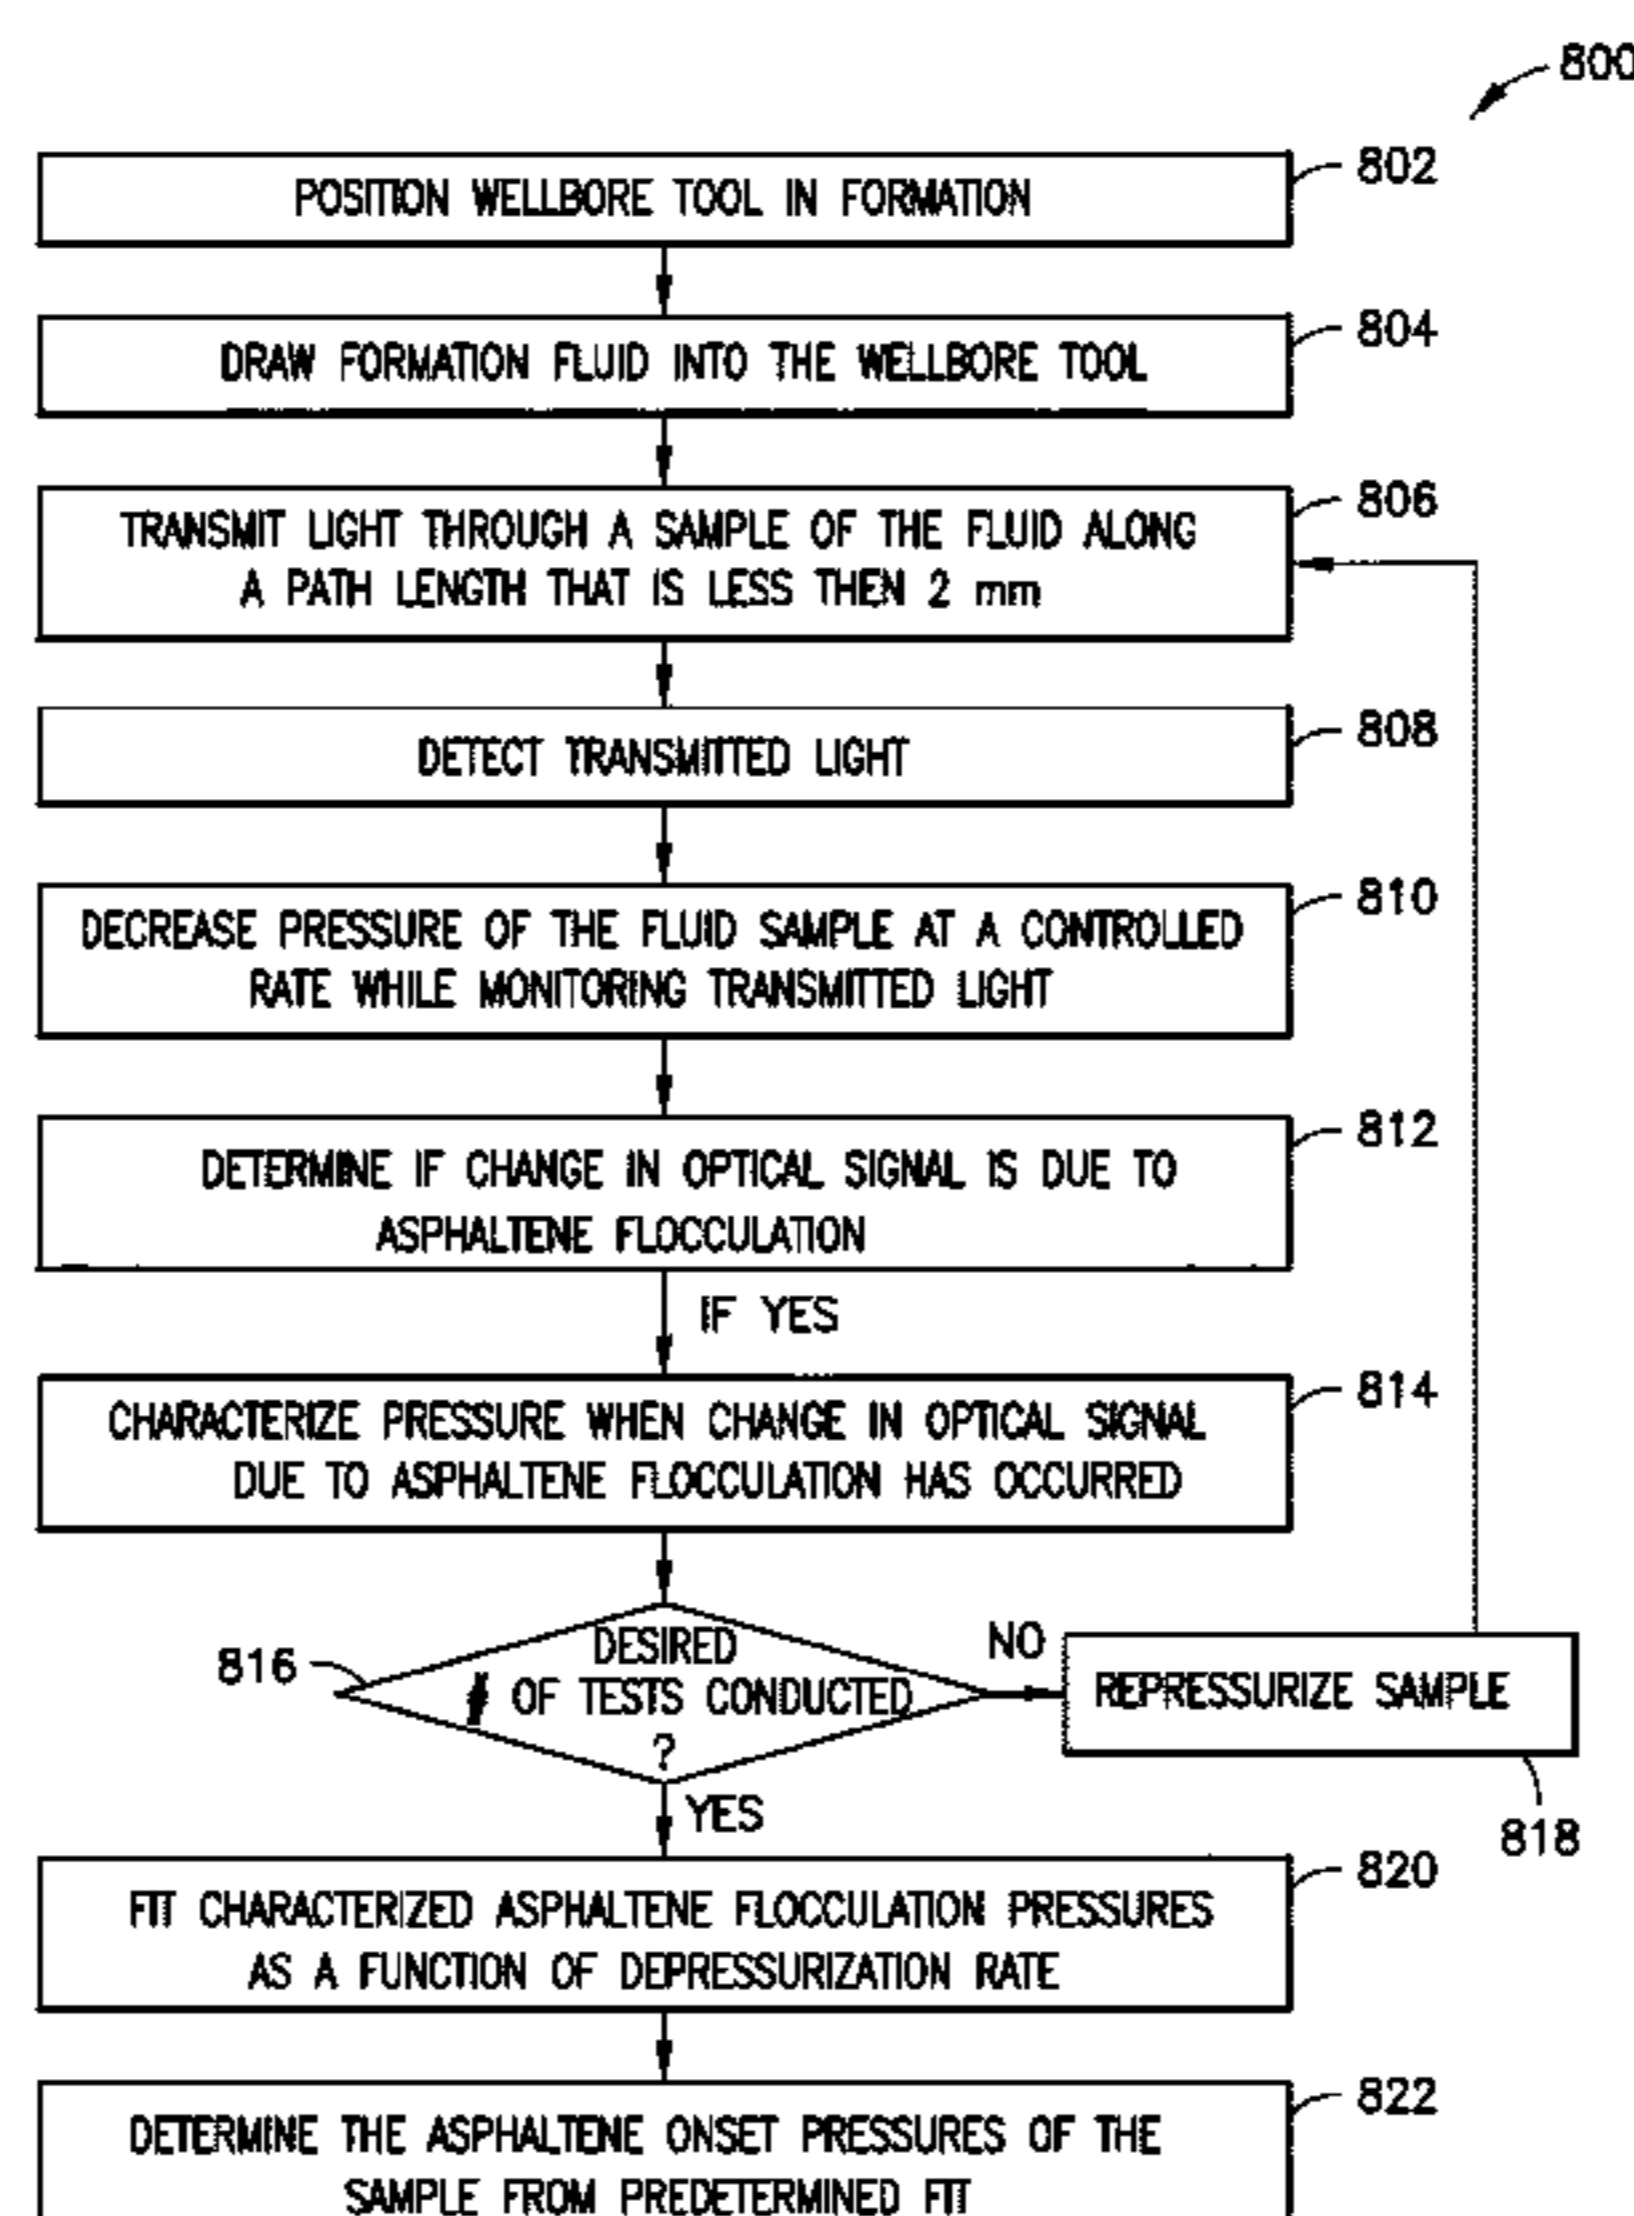 800
POSITION WELLBORE TOOL IN FORMATION
802
DRAW FORMATION FLUID INTO THE WELLBORE TOOL
804
TRANSMIT LIGHT THROUGH A SAMPLE OF THE FLUID ALONG
A PATH LENGTH THAT IS LESS THEN 2 mm
806
DETECT TRANSMITTED LIGHT
808
DECREASE PRESSURE OF THE FLUID SAMPLE AT A CONTROLLED
RATE WHILE MONITORING TRANSMITTED LIGHT
810
DETERMINE IF CHANGE IN OPTICAL SIGNAL IS DUE TO
ASPHALTENE FLOCCULATION
812
IF YES
CHARACTERIZE PRESSURE WHEN CHANGE IN OPTICAL SIGNAL
DUE TO ASPHALTENE FLOCCULATION HAS OCCURRED
814
816
DESIRED
# OF TESTS CONDUCTED
?
NO
REPRESSURIZE SAMPLE
818
YES
FIT CHARACTERIZED ASPHALTENE FLOCCULATION PRESSURES
AS A FUNCTION OF DEPRESSURIZATION RATE
820
DETERMINE THE ASPHALTENE ONSET PRESSURES OF THE
SAMPLE FROM PREDETERMINED FIT
822